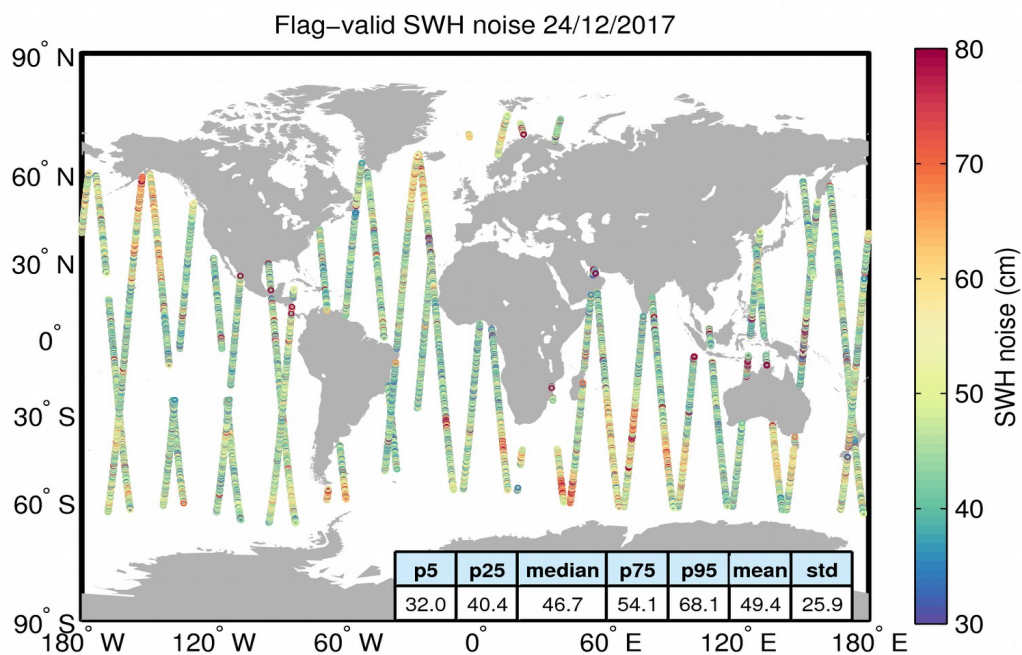 Flag−valid SWH noise 24/12/2017
90° N
60° N
30° N
0°
30° S
60° S
90° S
180° W
120° W
60° W
0°
60° E
120° E
180° E
80
70
60
50
40
30
SWH noise (cm)
p5 p25 median p75 p95 mean std
32.0 40.4 46.7 54.1 68.1 49.4 25.9